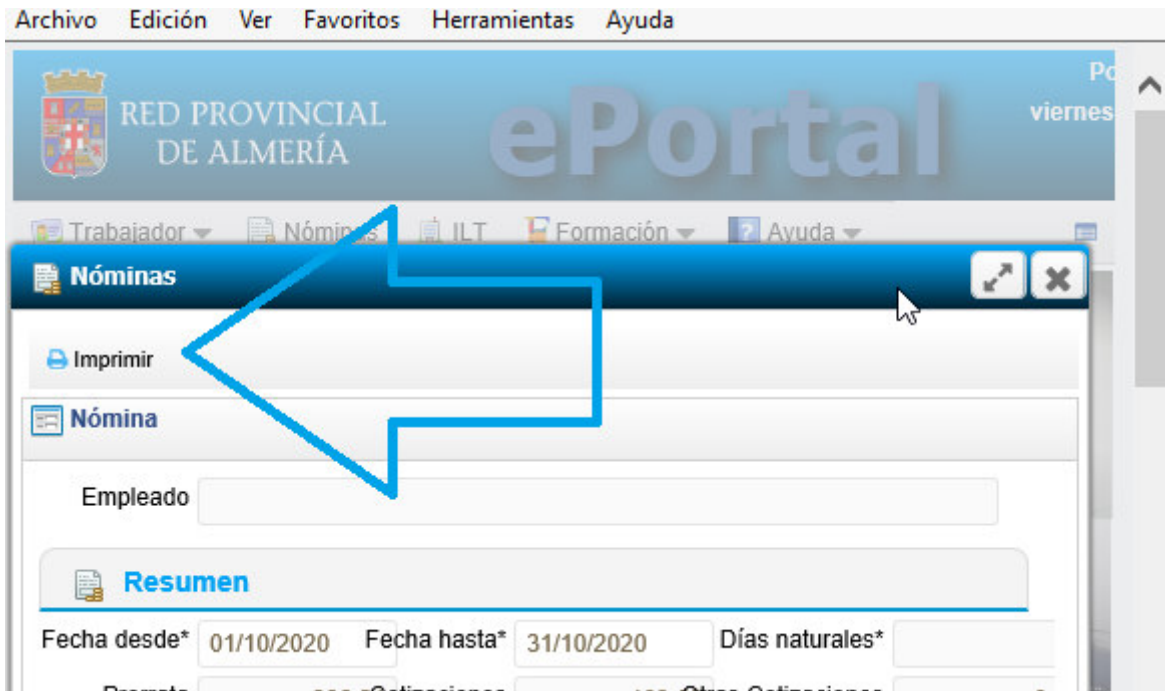 Archivo Edición Ver Favoritos Herramientas Ayuda
RED PROVINCIAL
DE ALMERÍA
ePortal
viernes
Trabajador Nóminas ILT Formación Ayuda
Nóminas
Imprimir
Nómina
Empleado
Resumen
Fecha desde* 01/10/2020 Fecha hasta* 31/10/2020 Días naturales*